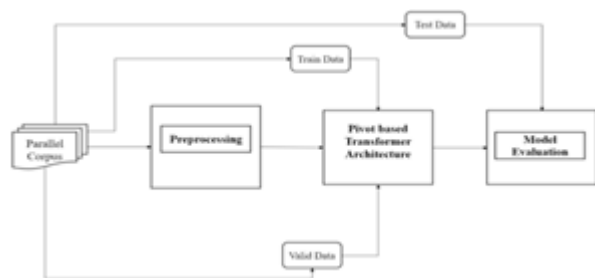 Test Data
Train Data
Parallel
Corpus
Preprocessing
Pivot based
Transformer
Architecture
Model
Evaluation
Valid Data